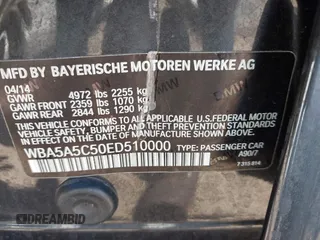 MFD BY BAYERISCHE MOTOREN WERKE AG
04/14
GVWR 4972 lbs 2255 kg
GAWR FRONT 2359 lbs 1070 kg
GAWR REAR 2844 lbs 1290 kg
THIS VEHICLE CONFORMS TO ALL APPLICABLE
FEDERAL MOTOR VEHICLE SAFETY, BUMPER,
AND THEFT PREVENTION STANDARDS
IN EFFECT ON THE DATE OF
MANUFACTURE SHOWN ABOVE.
WBA5A5C50ED510000 TYPE: PASSENGER CAR
A90/7
WREMBID.COM